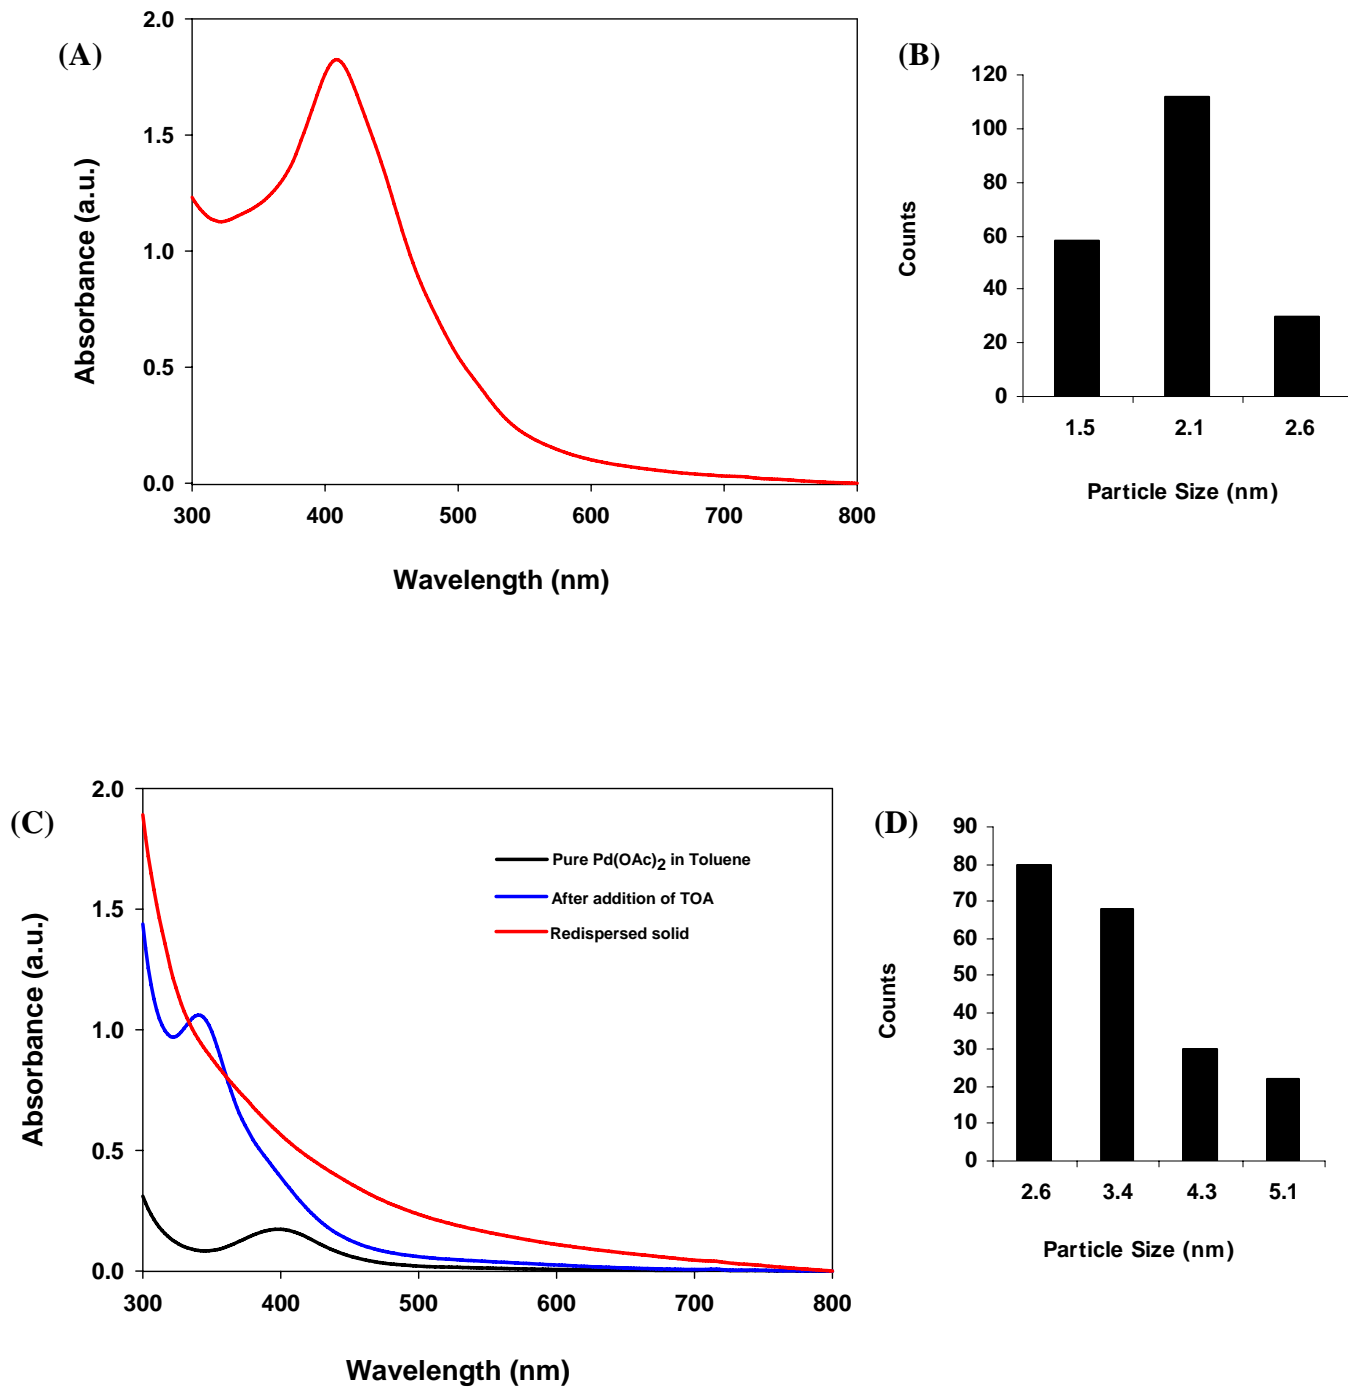 (A)
2.0
1.5
1.0
0.5
0.0
Absorbance (a.u.)
300 400 500 600 700 800
Wavelength (nm)
(B)
120
100
80
60
40
20
0
Counts
1.5 2.1 2.6
Particle Size (nm)
(C)
2.0
1.5
1.0
0.5
0.0
Absorbance (a.u.)
Pure Pd(OAc)2 in Toluene
After addition of TOA
Redispersed solid
300 400 500 600 700 800
Wavelength (nm)
(D)
90
80
70
60
50
40
30
20
10
0
Counts
2.6 3.4 4.3 5.1
Particle Size (nm)